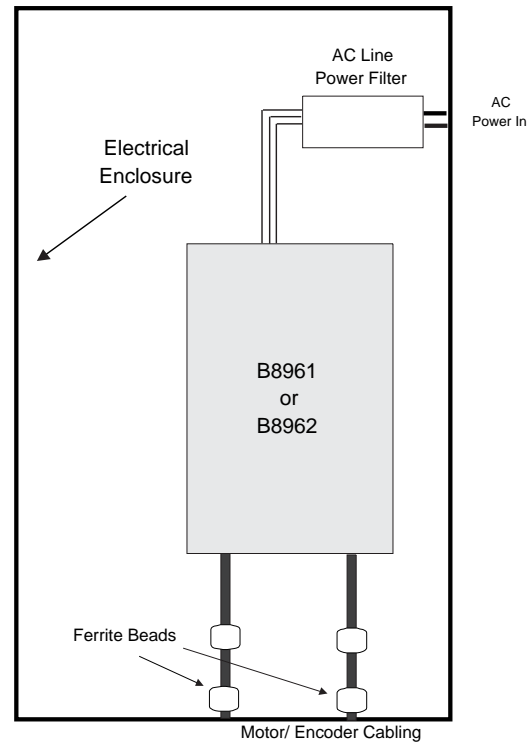 AC Line
Power Filter
AC
Power In
Electrical
Enclosure
B8961
or
B8962
Ferrite Beads
Motor/ Encoder Cabling